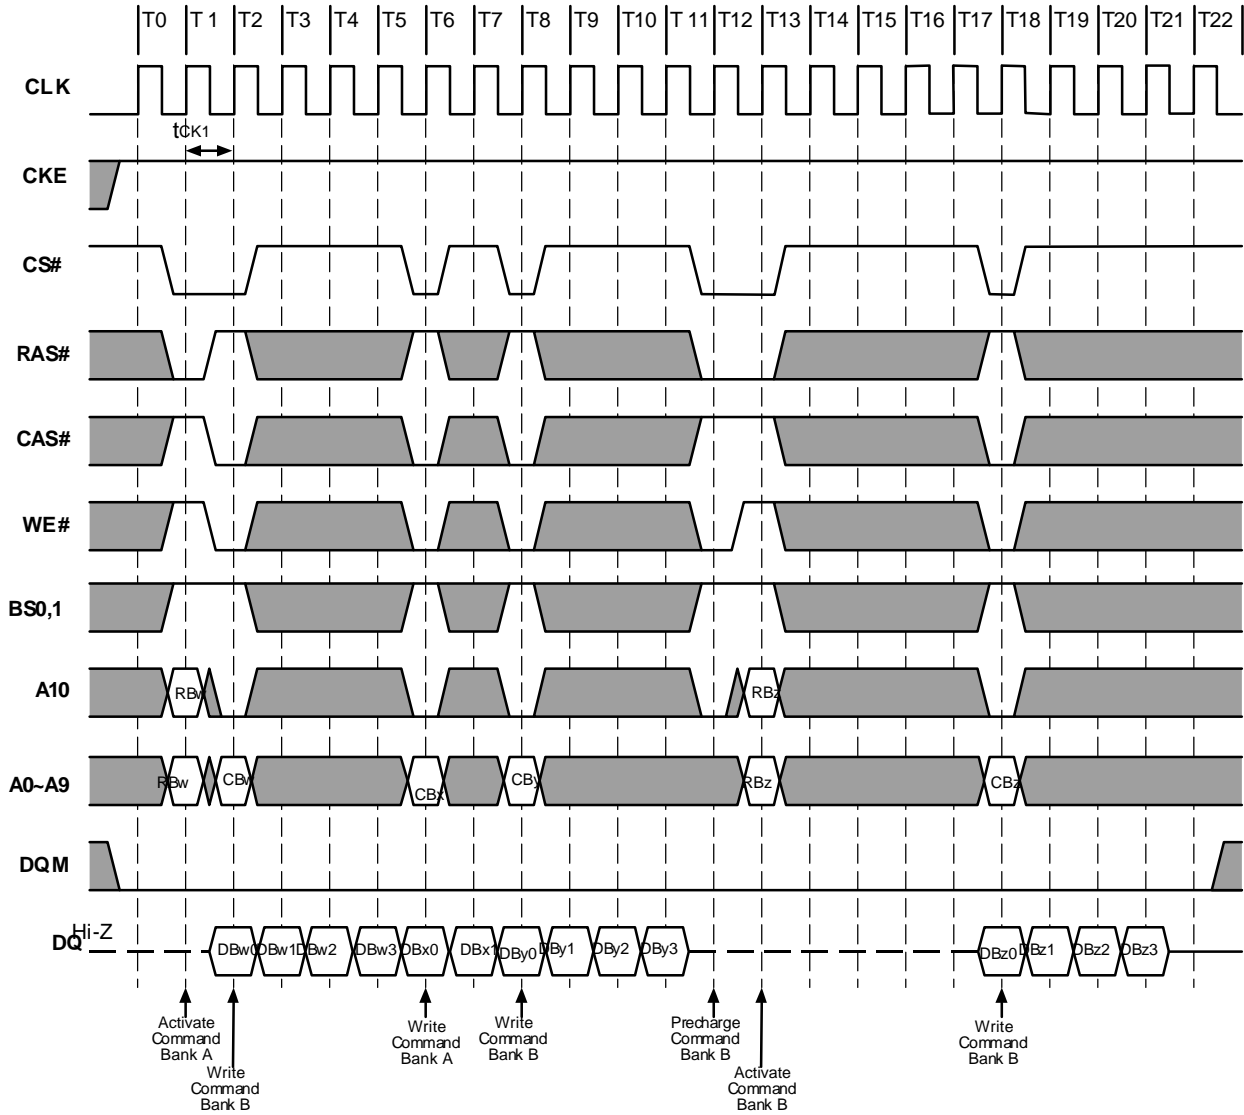 T0 T 1 T2 T3 T4 T5 T6 T7 T8 T9 T10 T 11 T12 T13 T14 T15 T16 T17 T18 T19 T20 T21 T22
CLK
tCK1
CKE
CS#
RAS#
CAS#
WE#
BS0,1
A10
RBw RBz
A0~A9
RBw CBw CBx CBy RBz CBz
DQM
Hi-Z
DQ
DBw0 DBw1 DBw2 DBw3 DBx0 DBx1 DBy0 DBy1 DBy2 DBy3 DBz0 DBz1 DBz2 DBz3
Activate
Command
Bank A
Write
Command
Bank B
Write
Command
Bank A
Write
Command
Bank B
Precharge
Command
Bank B
Activate
Command
Bank B
Write
Command
Bank B